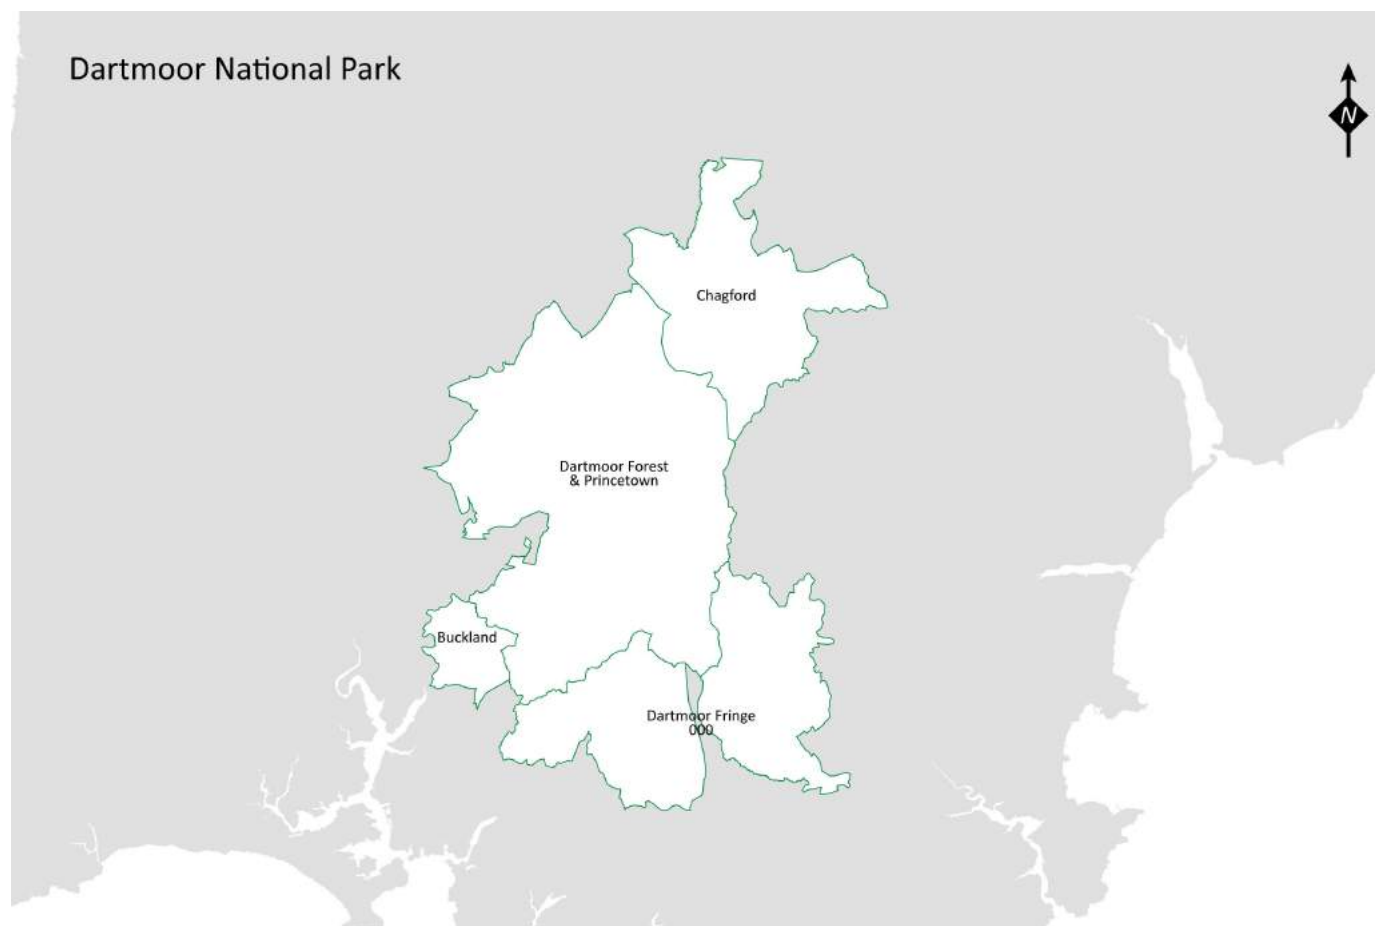 Dartmoor National Park
N
Chagford
Dartmoor Forest
& Princetown
Buckland
Dartmoor Fringe
000